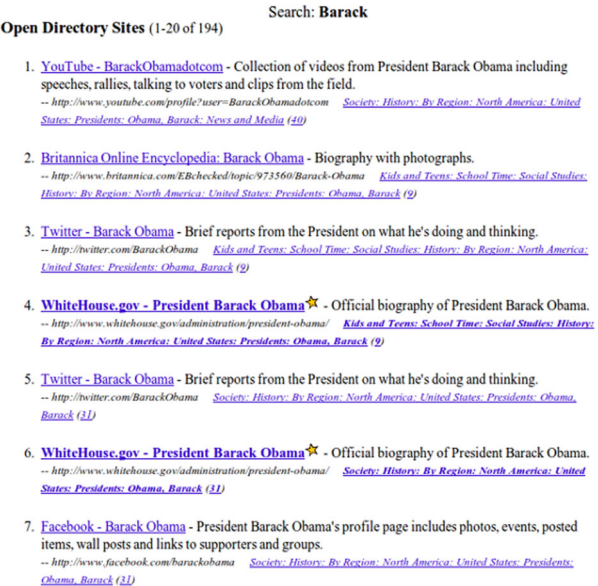 Search: Barack
Open Directory Sites (1-20 of 194)
1. YouTube - BarackObamadotcom - Collection of videos from President Barack Obama including
speeches, rallies, talking to voters and clips from the field.
-- http://www.youtube.com/profile?user=BarackObamadotcom Society: History: By Region: North America: United
States: Presidents: Obama, Barack: News and Media (40)
2. Britannica Online Encyclopedia: Barack Obama - Biography with photographs.
-- http://www.britannica.com/EBchecked/topic/973560/Barack-Obama Kids and Teens: School Time: Social Studies:
History: By Region: North America: United States: Presidents: Obama, Barack (9)
3. Twitter - Barack Obama - Brief reports from the President on what he's doing and thinking.
-- http://twitter.com/BarackObama Kids and Teens: School Time: Social Studies: History: By Region: North America:
United States: Presidents: Obama, Barack (9)
4. WhiteHouse.gov - President Barack Obama - Official biography of President Barack Obama.
-- http://www.whitehouse.gov/administration/president-obama/ Kids and Teens: School Time: Social Studies: History:
By Region: North America: United States: Presidents: Obama, Barack (9)
5. Twitter - Barack Obama - Brief reports from the President on what he's doing and thinking.
-- http://twitter.com/BarackObama Society: History: By Region: North America: United States: Presidents: Obama,
Barack (31)
6. WhiteHouse.gov - President Barack Obama - Official biography of President Barack Obama.
-- http://www.whitehouse.gov/administration/president-obama/ Society: History: By Region: North America: United
States: Presidents: Obama, Barack (31)
7. Facebook - Barack Obama - President Barack Obama's profile page includes photos, events, posted
items, wall posts and links to supporters and groups.
-- http://www.facebook.com/barackobama Society: History: By Region: North America: United States: Presidents:
Obama, Barack (31)